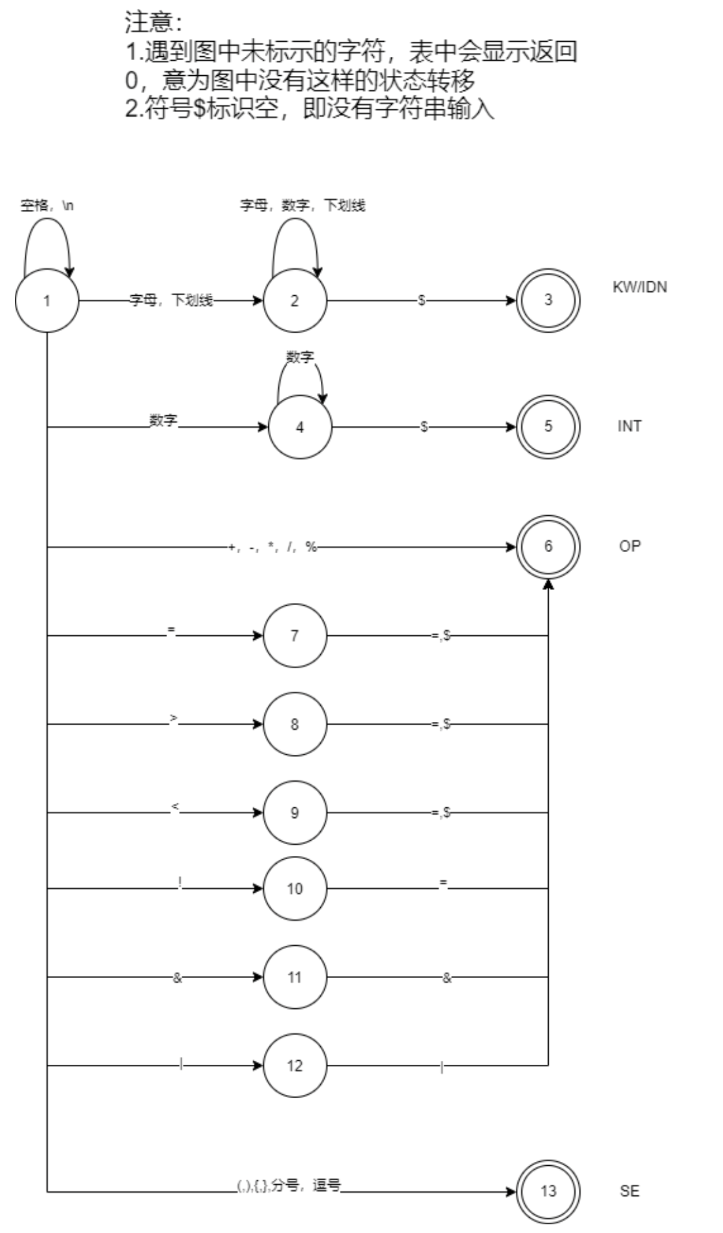 注意：
1.遇到图中未标示的字符，表中会显示返回
0，意为图中没有这样的状态转移
2.符号$标识空，即没有字符串输入
空格，\n
字母，数字，下划线
1
字母，下划线
2
$
3
KW/IDN
数字
数字
4
$
5
INT
+，-，*，/，%
6
OP
=
7
=,$
>
8
=,$
<
9
=,$
!
10
=
&
11
&
|
12
|
(,),{,},分号，逗号
13
SE